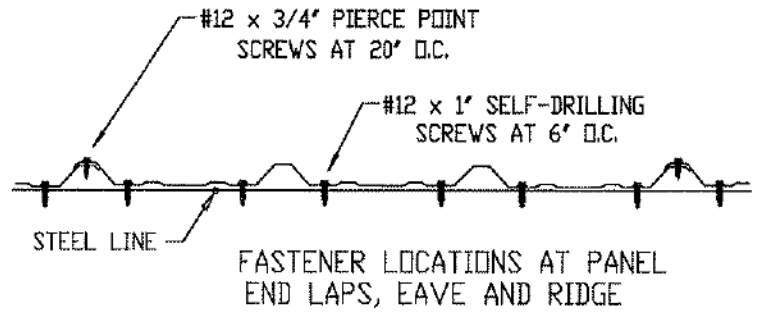 #12 x 3/4" PIERCE POINT
SCREWS AT 20" O.C.
#12 x 1" SELF-DRILLING
SCREWS AT 6" O.C.
STEEL LINE
FASTENER LOCATIONS AT PANEL
END LAPS, EAVE AND RIDGE